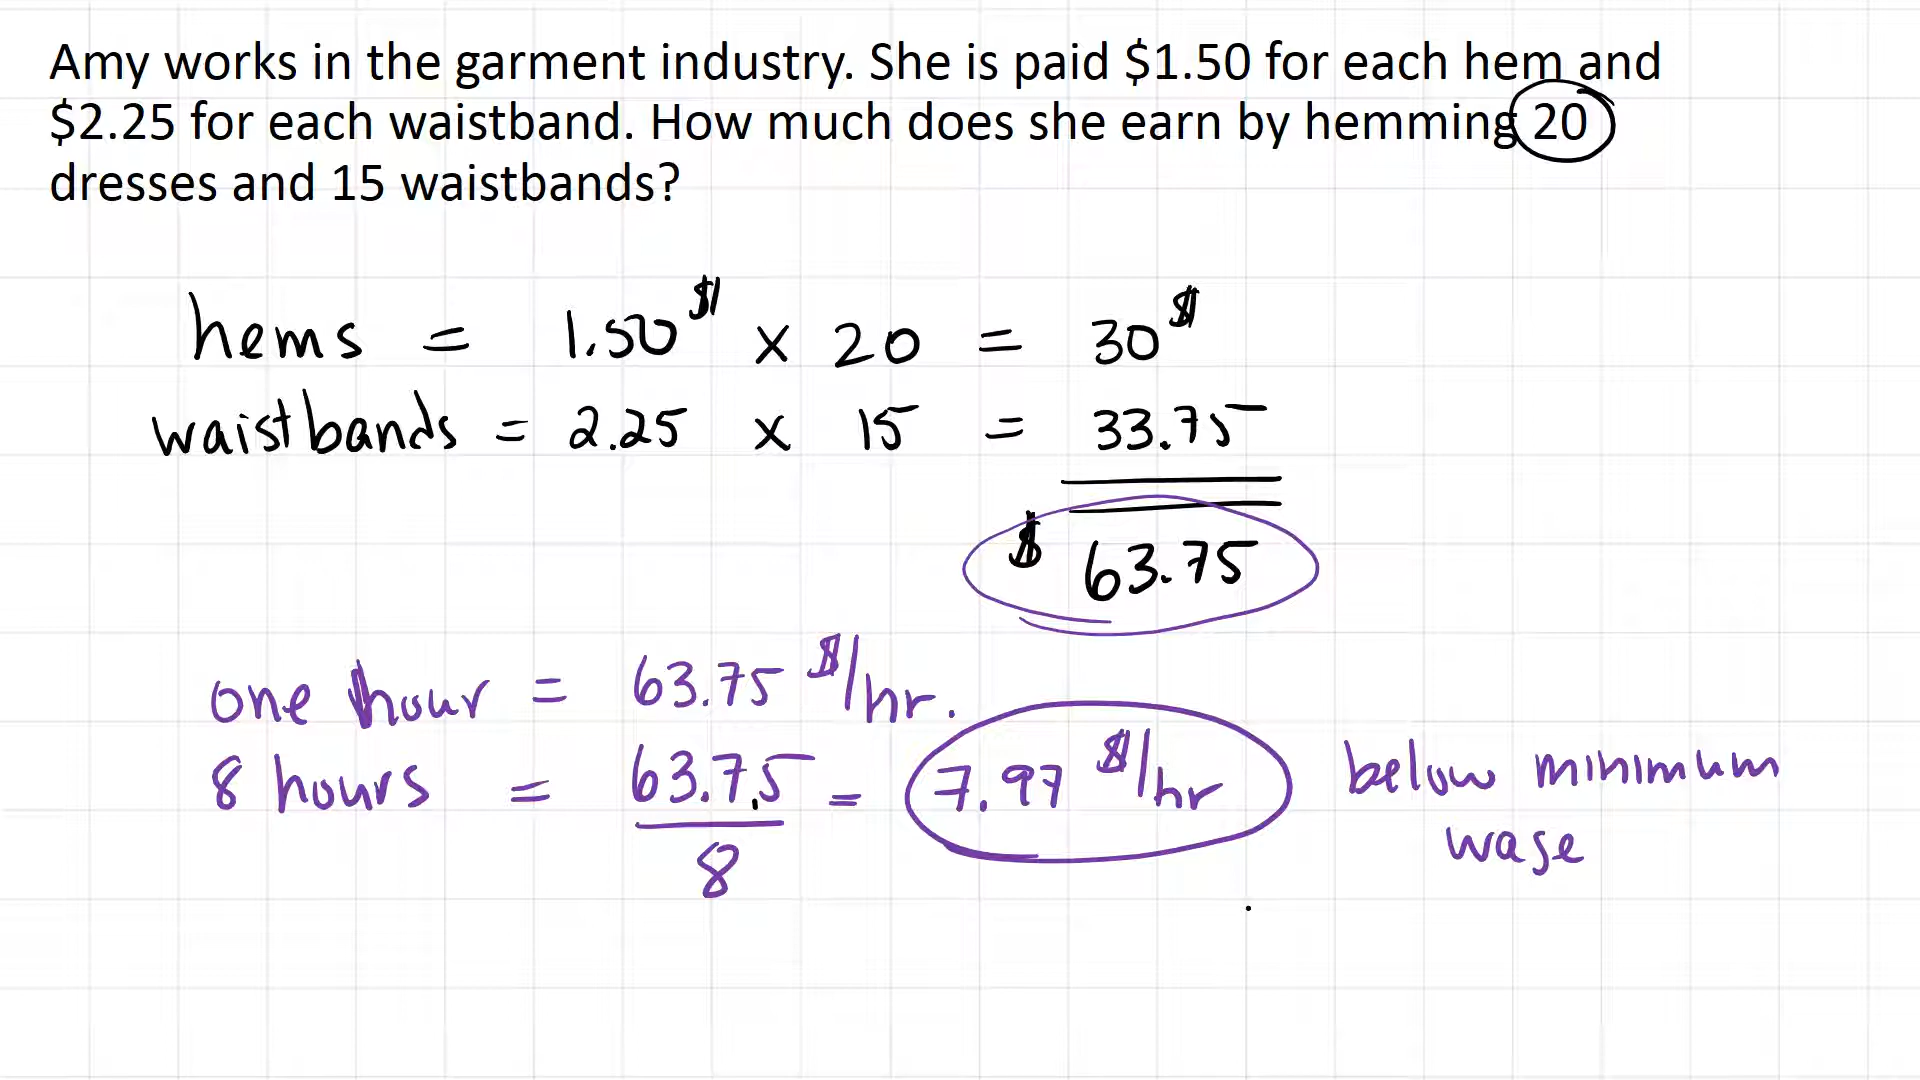 Amy works in the garment industry. She is paid $1.50 for each hem and
$2.25 for each waistband. How much does she earn by hemming 20
dresses and 15 waistbands?
hems = 1.50$ x 20 = 30$
waistbands = 2.25 x 15 = 33.75
$ 63.75
one hour = 63.75 $/hr.
8 hours = 63.75 / 8 = 7.97 $/hr below minimum
wage